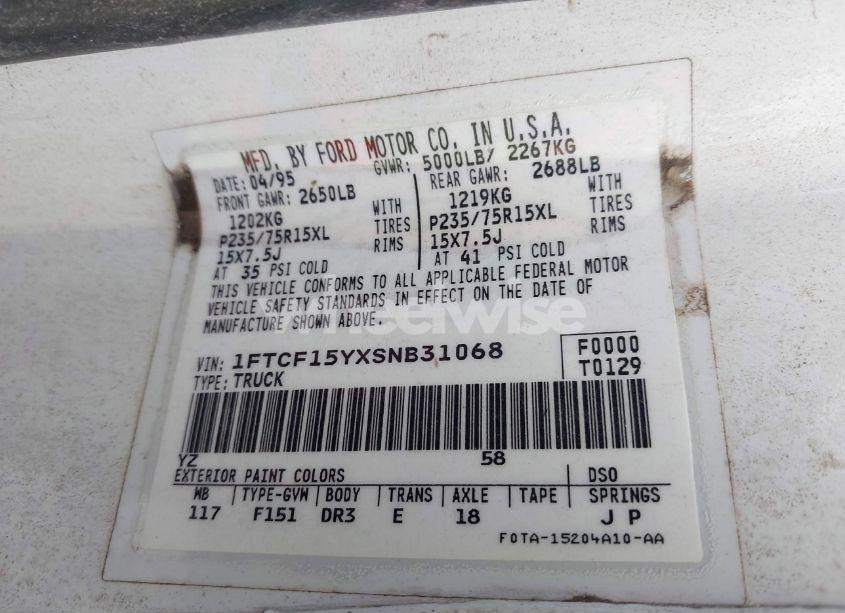 MFD. BY FORD MOTOR CO. IN U.S.A.
DATE: 04/95 GVWR: 5000LB/ 2267KG
FRONT GAWR: 2650LB REAR GAWR: 2688LB
1202KG WITH 1219KG WITH
P235/75R15XL TIRES P235/75R15XL TIRES
15X7.5J RIMS 15X7.5J RIMS
AT 35 PSI COLD AT 41 PSI COLD
THIS VEHICLE CONFORMS TO ALL APPLICABLE FEDERAL MOTOR
VEHICLE SAFETY STANDARDS IN EFFECT ON THE DATE OF
MANUFACTURE SHOWN ABOVE.
wheelwise
VIN: 1FTCF15YXSNB31068 F0000
TYPE: TRUCK T0129
YZ 58
EXTERIOR PAINT COLORS DSO
WB TYPE-GVW BODY TRANS AXLE TAPE SPRINGS
117 F151 DR3 E 18 J P
F0TA-15204A10-AA